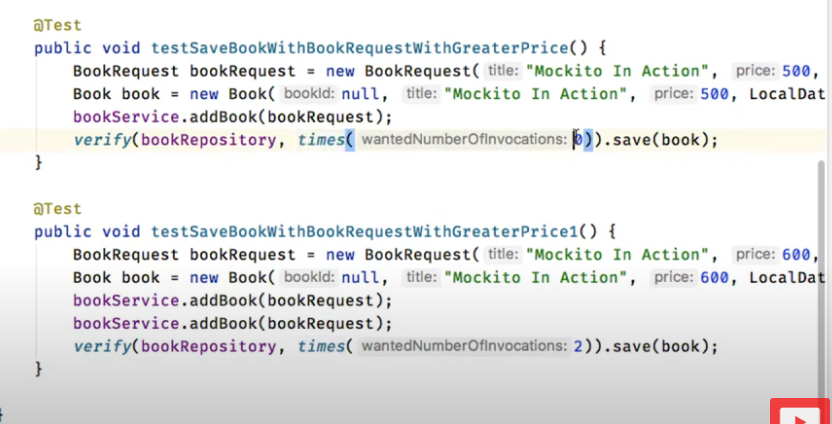 @Test
public void testSaveBookWithBookRequestWithGreaterPrice() {
BookRequest bookRequest = new BookRequest( title: "Mockito In Action", price: 500,
Book book = new Book( bookId: null, title: "Mockito In Action", price: 500, LocalDat
bookService.addBook(bookRequest);
verify(bookRepository, times( wantedNumberOfInvocations: 0)).save(book);
}
@Test
public void testSaveBookWithBookRequestWithGreaterPrice1() {
BookRequest bookRequest = new BookRequest( title: "Mockito In Action", price: 600,
Book book = new Book( bookId: null, title: "Mockito In Action", price: 600, LocalDat
bookService.addBook(bookRequest);
bookService.addBook(bookRequest);
verify(bookRepository, times( wantedNumberOfInvocations: 2)).save(book);
}
}